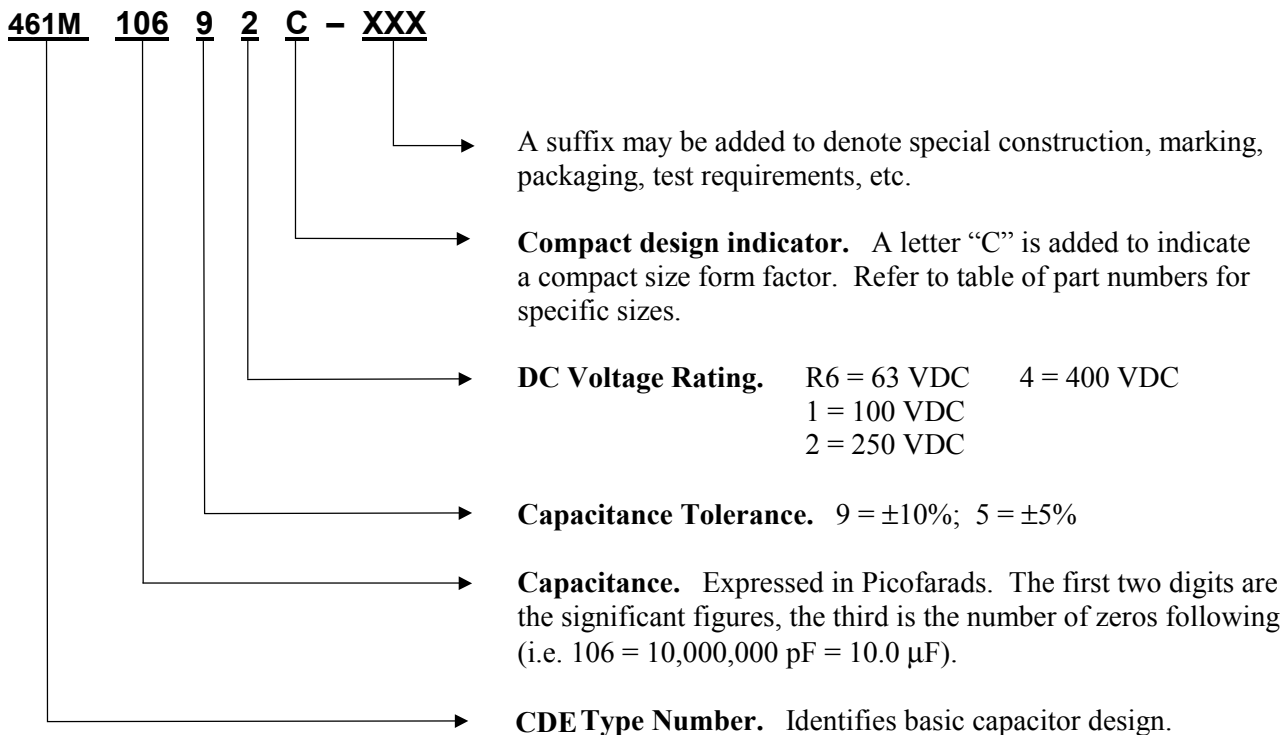 461M 106 9 2 C – XXX
A suffix may be added to denote special construction, marking,
packaging, test requirements, etc.
Compact design indicator. A letter “C” is added to indicate
a compact size form factor. Refer to table of part numbers for
specific sizes.
DC Voltage Rating. R6 = 63 VDC 4 = 400 VDC
1 = 100 VDC
2 = 250 VDC
Capacitance Tolerance. 9 = ±10%; 5 = ±5%
Capacitance. Expressed in Picofarads. The first two digits are
the significant figures, the third is the number of zeros following
(i.e. 106 = 10,000,000 pF = 10.0 μF).
CDE Type Number. Identifies basic capacitor design.